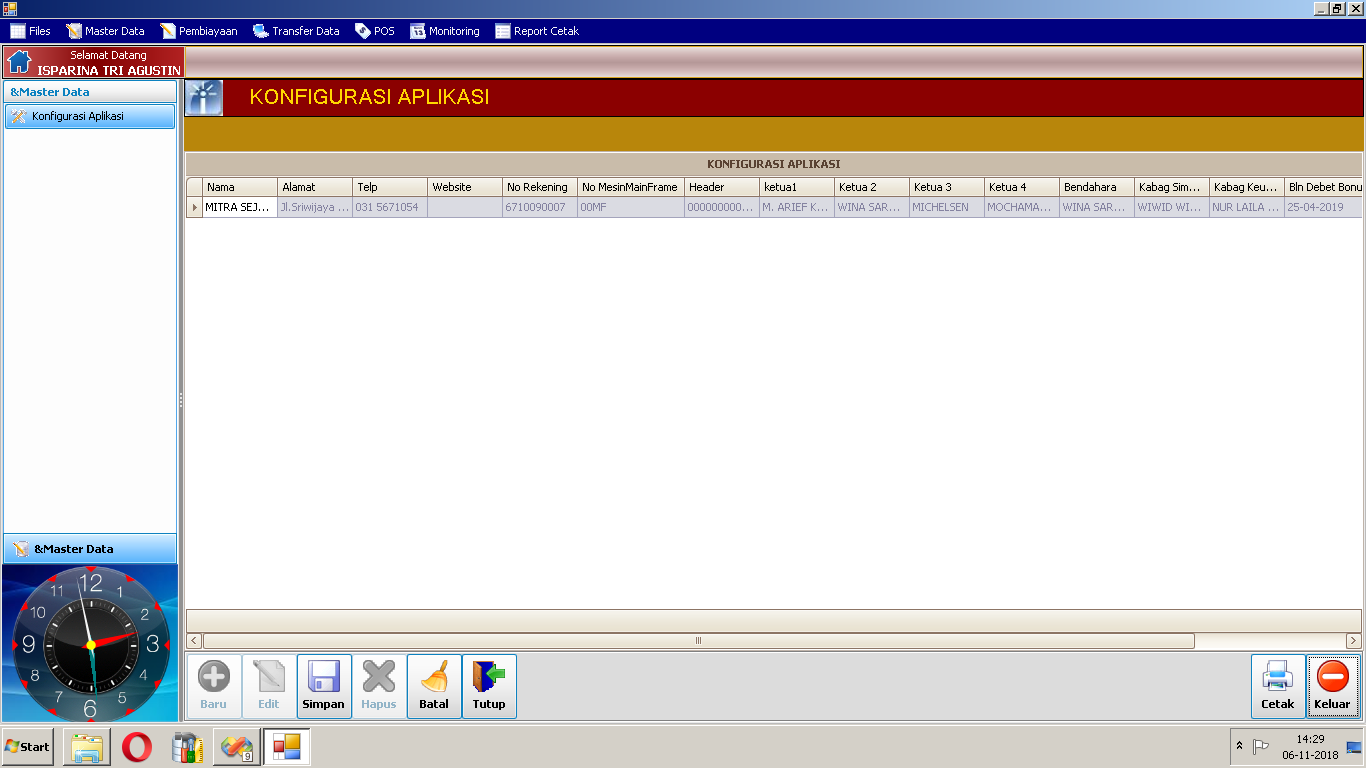 Files Master Data Pembiayaan Transfer Data POS Monitoring Report Cetak
Selamat Datang
ISPARINA TRI AGUSTIN
&Master Data
Konfigurasi Aplikasi
KONFIGURASI APLIKASI
KONFIGURASI APLIKASI
Nama Alamat Telp Website No Rekening No MesinMainFrame Header ketua1 Ketua 2 Ketua 3 Ketua 4 Bendahara Kabag Sim... Kabag Keu... Bln Debet Bonu
MITRA SEJ... Jl.Sriwijaya ... 031 5671054 6710090007 00MF 000000000... M. ARIEF K... WINA SAR... MICHELSEN MOCHAMA... WINA SAR... WIWID WI... NUR LAILA ... 25-04-2019
&Master Data
12 1 2 3 4 5 6 7 8 9 10 11
Baru Edit Simpan Hapus Batal Tutup Cetak Keluar
Start
9
14:29
06-11-2018